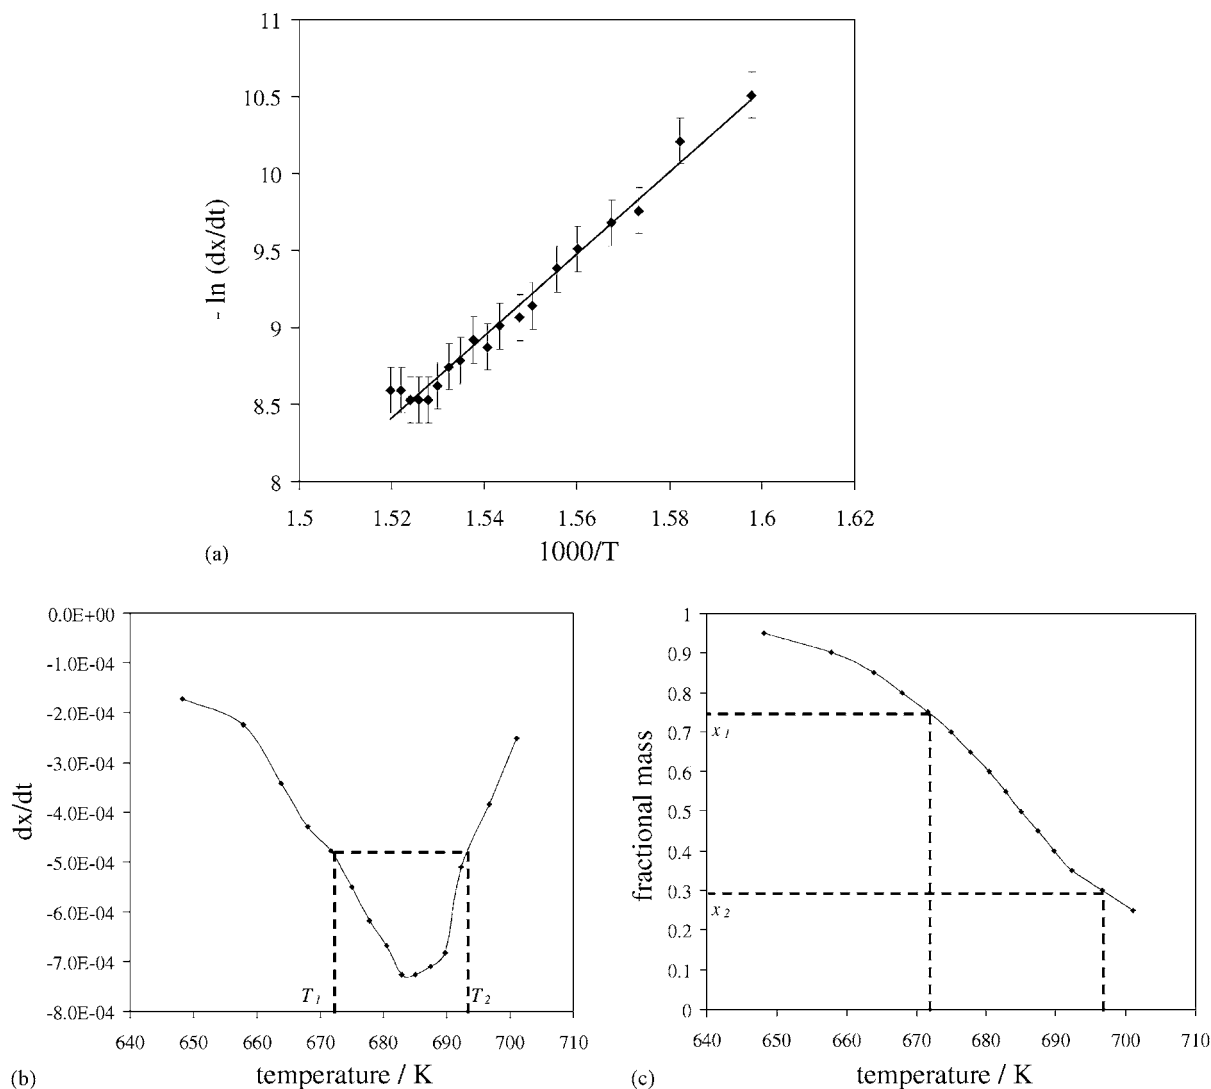 11
10.5
10
9.5
9
8.5
8
- ln (dx/dt)
1.5 1.52 1.54 1.56 1.58 1.6 1.62
1000/T
(a)
0.0E+00
-1.0E-04
-2.0E-04
-3.0E-04
-4.0E-04
-5.0E-04
-6.0E-04
-7.0E-04
-8.0E-04
dx/dt
T1 T2
640 650 660 670 680 690 700 710
temperature / K
(b)
1
0.9
0.8
0.7
0.6
0.5
0.4
0.3
0.2
0.1
0
fractional mass
x1
x2
640 650 660 670 680 690 700 710
temperature / K
(c)